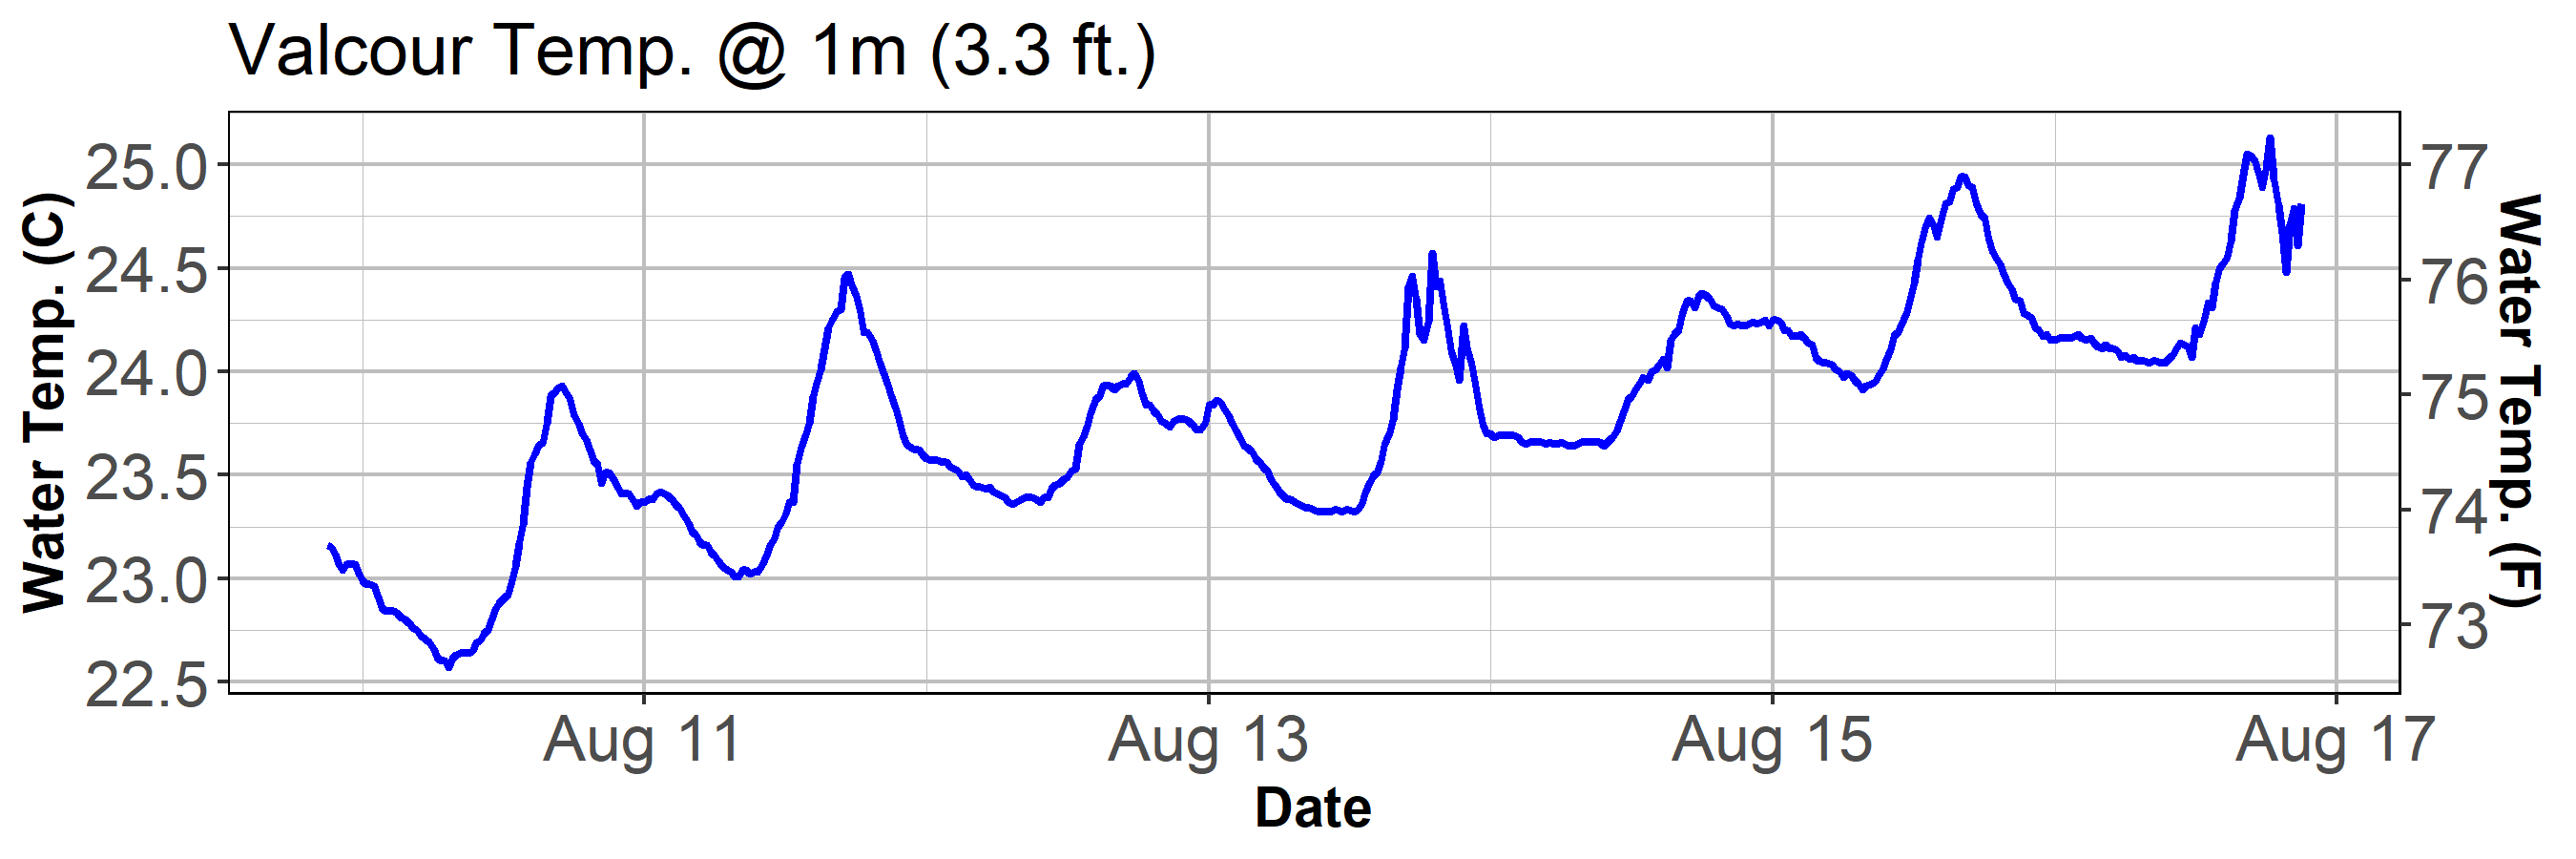 Valcour Temp. @ 1m (3.3 ft.)
Water Temp. (C)
25.0
24.5
24.0
23.5
23.0
22.5
77
76
75
74
73
Water Temp. (F)
Aug 11
Aug 13
Aug 15
Aug 17
Date